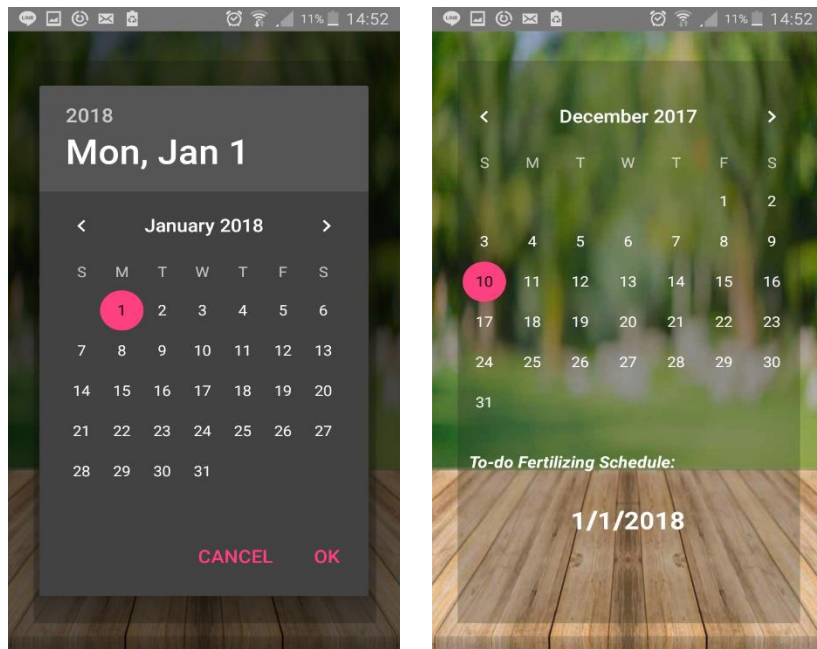 LINE 11% 14:52
2018
Mon, Jan 1
January 2018
S M T W T F S
1 2 3 4 5 6
7 8 9 10 11 12 13
14 15 16 17 18 19 20
21 22 23 24 25 26 27
28 29 30 31
CANCEL OK
LINE 11% 14:52
December 2017
S M T W T F S
1 2
3 4 5 6 7 8 9
10 11 12 13 14 15 16
17 18 19 20 21 22 23
24 25 26 27 28 29 30
31
To-do Fertilizing Schedule:
1/1/2018